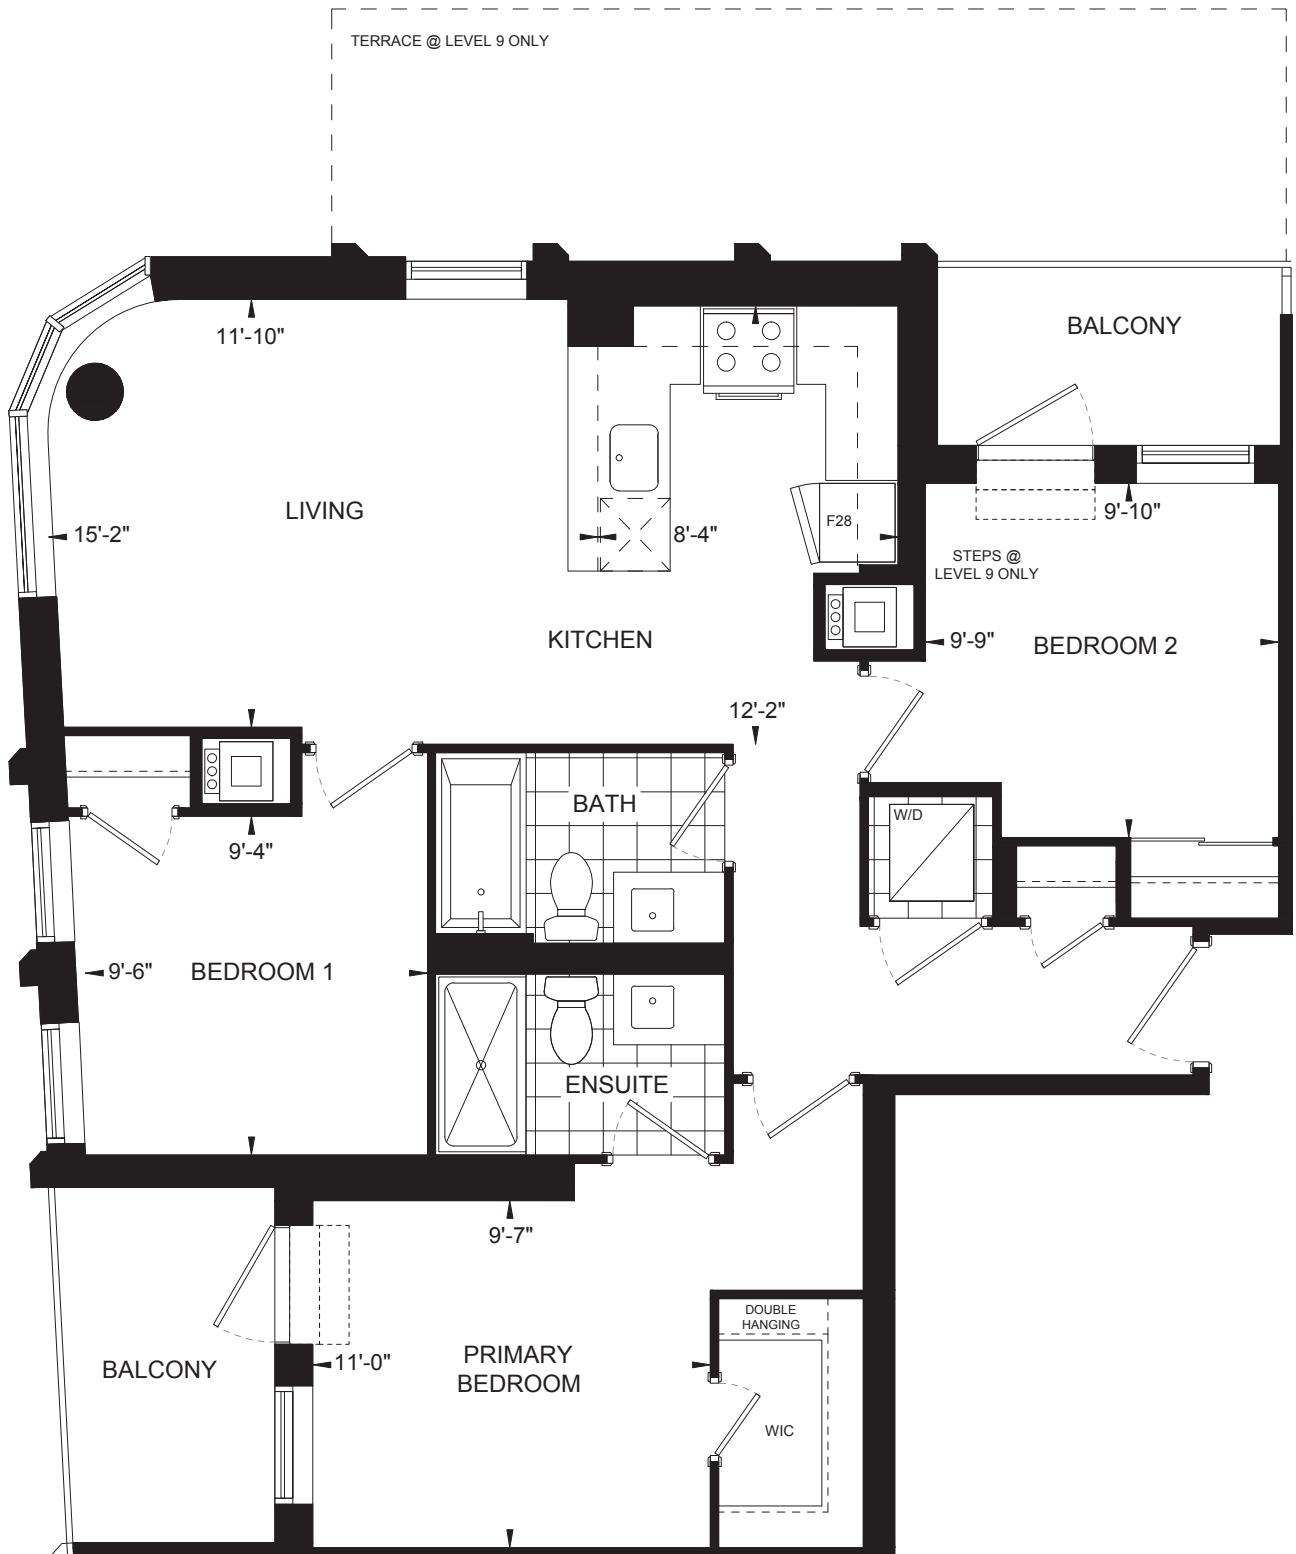 TERRACE @ LEVEL 9 ONLY
BALCONY
11'-10"
LIVING
15'-2"
8'-4"
F28
9'-10"
STEPS @
LEVEL 9 ONLY
KITCHEN
9'-9"
BEDROOM 2
12'-2"
BATH
W/D
9'-4"
9'-6"
BEDROOM 1
ENSUITE
9'-7"
DOUBLE
HANGING
BALCONY
11'-0"
PRIMARY
BEDROOM
WIC